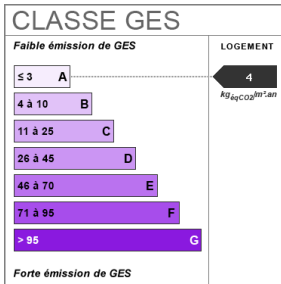 CLASSE GES
Faible émission de GES
LOGEMENT
≤ 3 A
4
kgéqCO2/m².an
4 à 10 B
11 à 25 C
26 à 45 D
46 à 70 E
71 à 95 F
> 95 G
Forte émission de GES